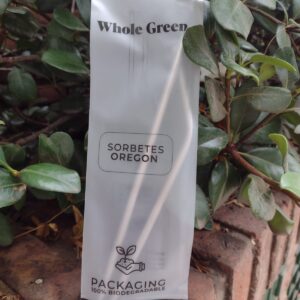 Whole Green
SORBETES
OREGON
PACKAGING
100% BIODEGRADABLE